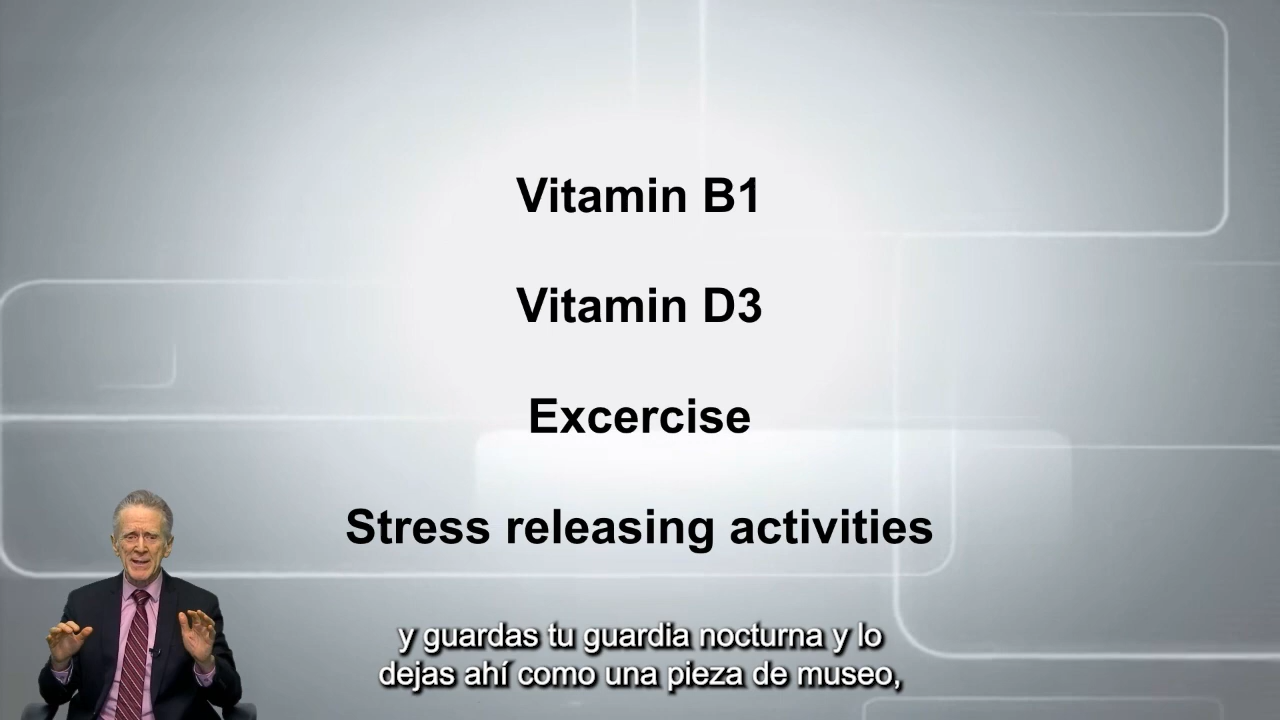 Vitamin B1
Vitamin D3
Excercise
Stress releasing activities
y guardas tu guardia nocturna y lo
dejas ahí como una pieza de museo,